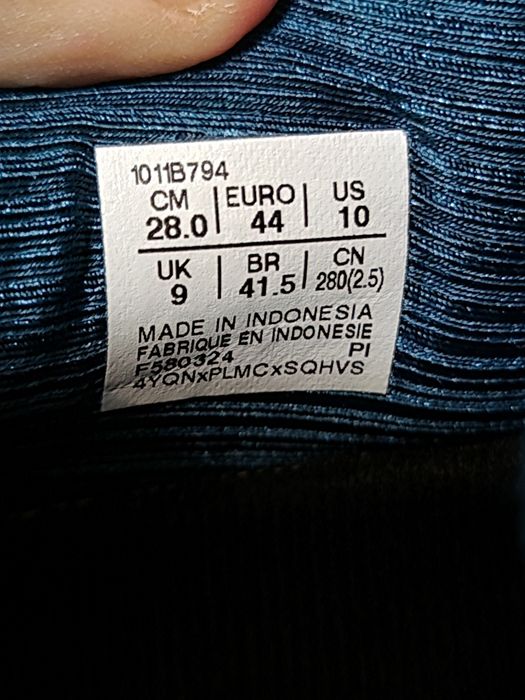 1011B794
CM EURO US
28.0 44 10
UK BR CN
9 41.5 280(2.5)
MADE IN INDONESIA
FABRIQUE EN INDONESIE
F580324 PI
4YQNxPLMCxSQHVS